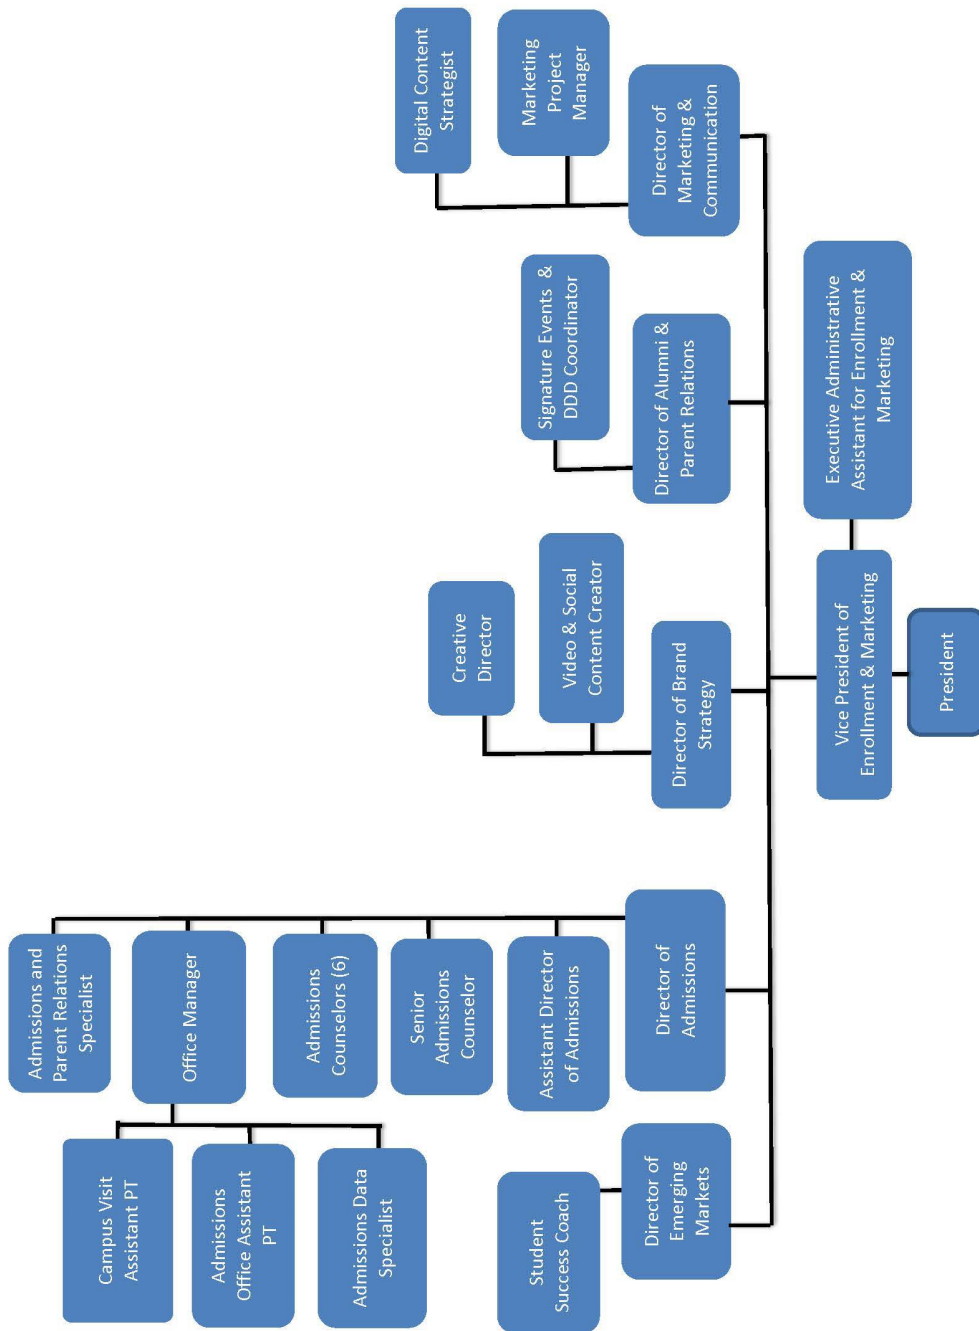 Admissions and
Parent Relations
Specialist
Campus Visit
Assistant PT
Office Manager
Admissions
Office Assistant
PT
Admissions
Counselors (6)
Admissions Data
Specialist
Senior
Admissions
Counselor
Digital Content
Strategist
Creative
Director
Student
Success Coach
Assistant Director
of Admissions
Marketing
Project
Manager
Signature Events &
DDD Coordinator
Video & Social
Content Creator
Director of
Emerging
Markets
Director of
Admissions
Director of Brand
Strategy
Director of Alumni &
Parent Relations
Director of
Marketing &
Communication
Vice President of
Enrollment & Marketing
Executive Administrative
Assistant for Enrollment &
Marketing
President